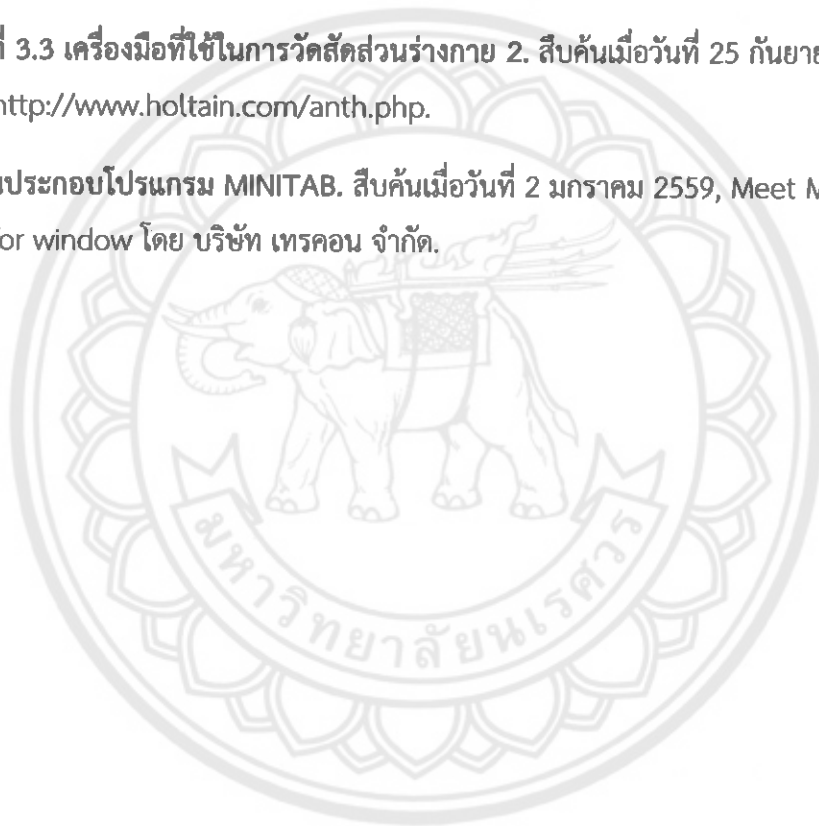 ที่ 3.3 เครื่องมือที่ใช้ในการวัดสัดส่วนร่างกาย 2. สืบค้นเมื่อวันที่ 25 กันยาย
http://www.holtain.com/anth.php.
ประกอบโปรแกรม MINITAB. สืบค้นเมื่อวันที่ 2 มกราคม 2559, Meet M
for window โดย บริษัท เทรคอน จำกัด.
มหาวิทยาลัยนเรศวร